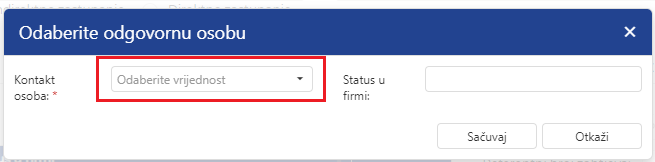 Odaberite odgovornu osobu
Kontakt
osoba: *
Odaberite vrijednost
Status u
firmi:
Sačuvaj
Otkaži